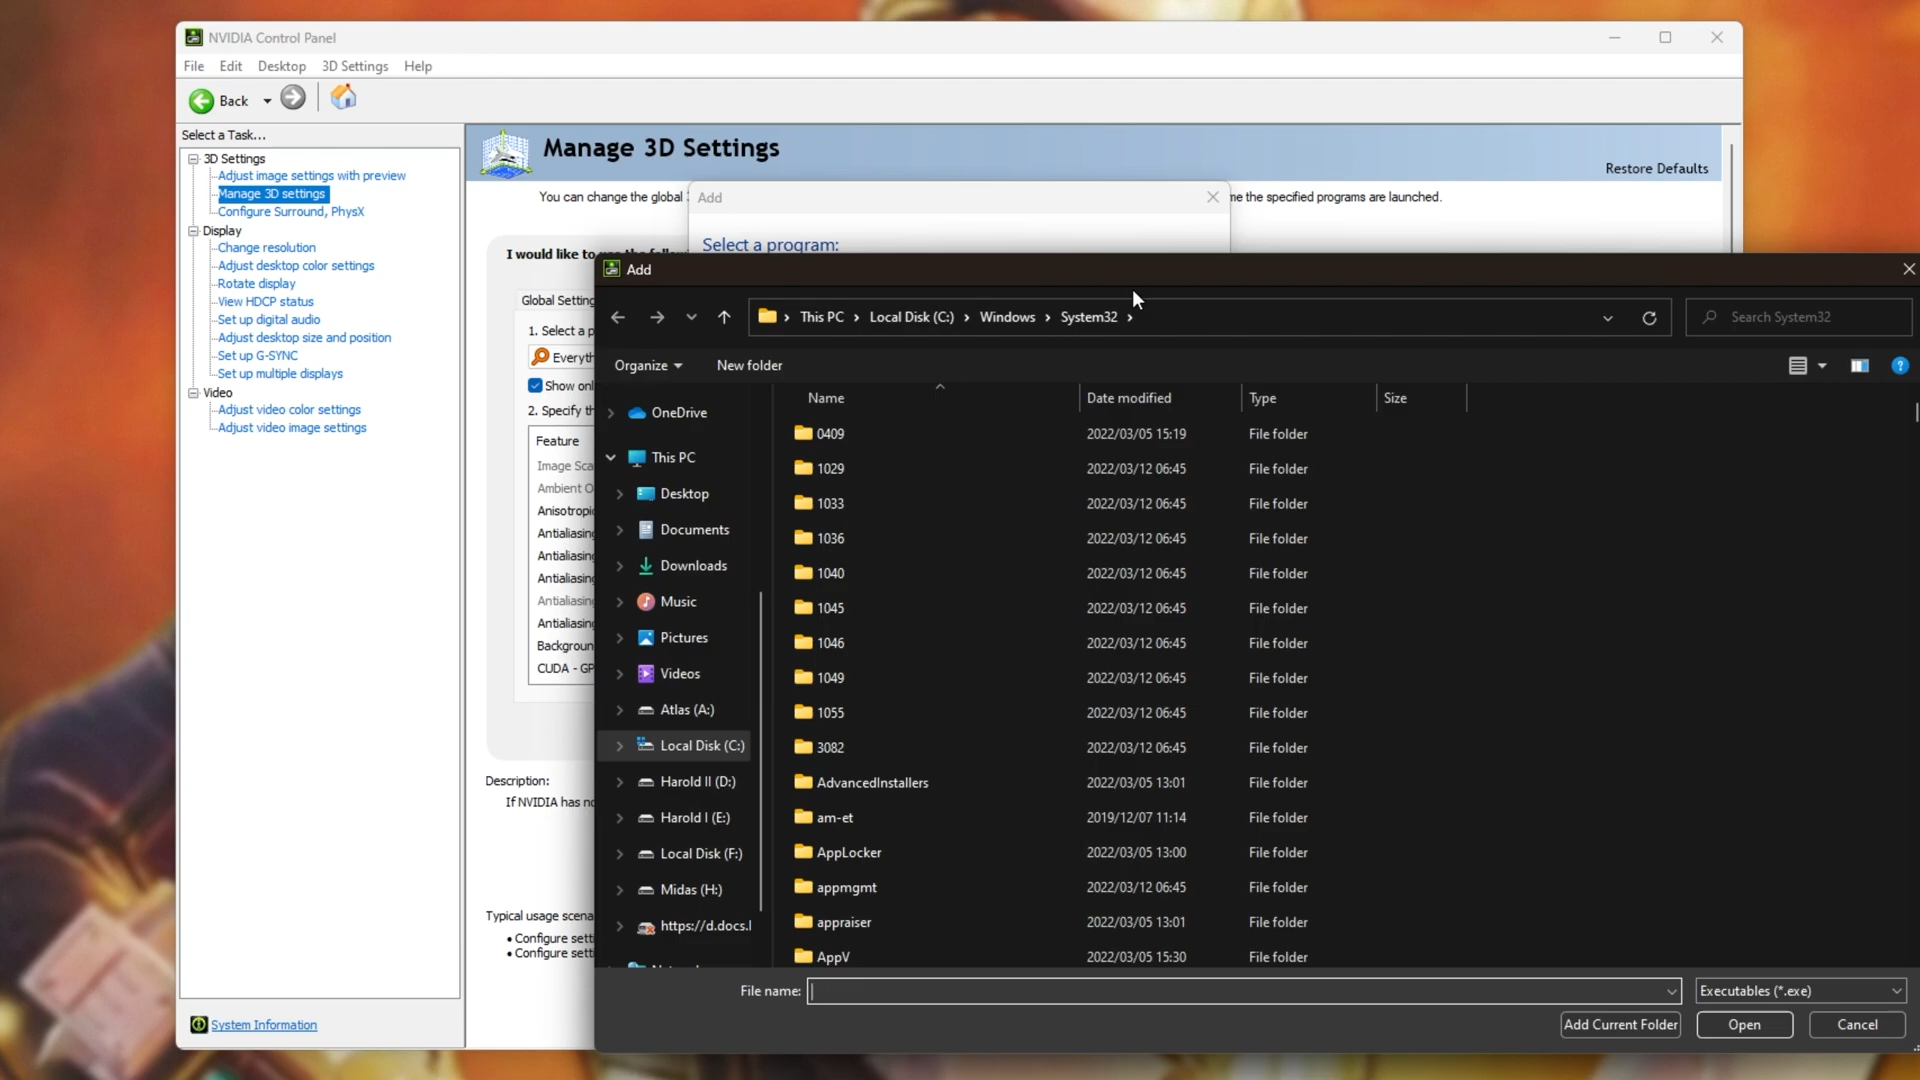 NVIDIA Control Panel
File Edit Desktop 3D Settings Help
Back
Select a Task...
3D Settings
Adjust image settings with preview
Manage 3D settings
Configure Surround, PhysX
Display
Change resolution
Adjust desktop color settings
Rotate display
View HDCP status
Set up digital audio
Adjust desktop size and position
Set up G-SYNC
Set up multiple displays
Video
Adjust video color settings
Adjust video image settings
System Information
Manage 3D Settings
Restore Defaults
You can change the global
me the specified programs are launched.
Add
Select a program:
I would like to
Global Setting
1. Select a p
Everyth
Show onl
2. Specify th
Feature
Image Sca
Ambient O
Anisotropi
Antialiasing
Antialiasing
Antialiasing
Antialiasing
Antialiasing
Backgroun
CUDA - GP
Description:
If NVIDIA has no
Typical usage scena
• Configure setti
• Configure setti
Add
This PC › Local Disk (C:) › Windows › System32 ›
Search System32
Organize New folder
OneDrive
This PC
Desktop
Documents
Downloads
Music
Pictures
Videos
Atlas (A:)
Local Disk (C:)
Harold II (D:)
Harold I (E:)
Local Disk (F:)
Midas (H:)
https://d.docs.l
Name Date modified Type Size
0409 2022/03/05 15:19 File folder
1029 2022/03/12 06:45 File folder
1033 2022/03/12 06:45 File folder
1036 2022/03/12 06:45 File folder
1040 2022/03/12 06:45 File folder
1045 2022/03/12 06:45 File folder
1046 2022/03/12 06:45 File folder
1049 2022/03/12 06:45 File folder
1055 2022/03/12 06:45 File folder
3082 2022/03/12 06:45 File folder
AdvancedInstallers 2022/03/05 13:01 File folder
am-et 2019/12/07 11:14 File folder
AppLocker 2022/03/05 13:00 File folder
appmgmt 2022/03/12 06:45 File folder
appraiser 2022/03/05 13:01 File folder
AppV 2022/03/05 15:30 File folder
File name:
Executables (*.exe)
Add Current Folder Open Cancel